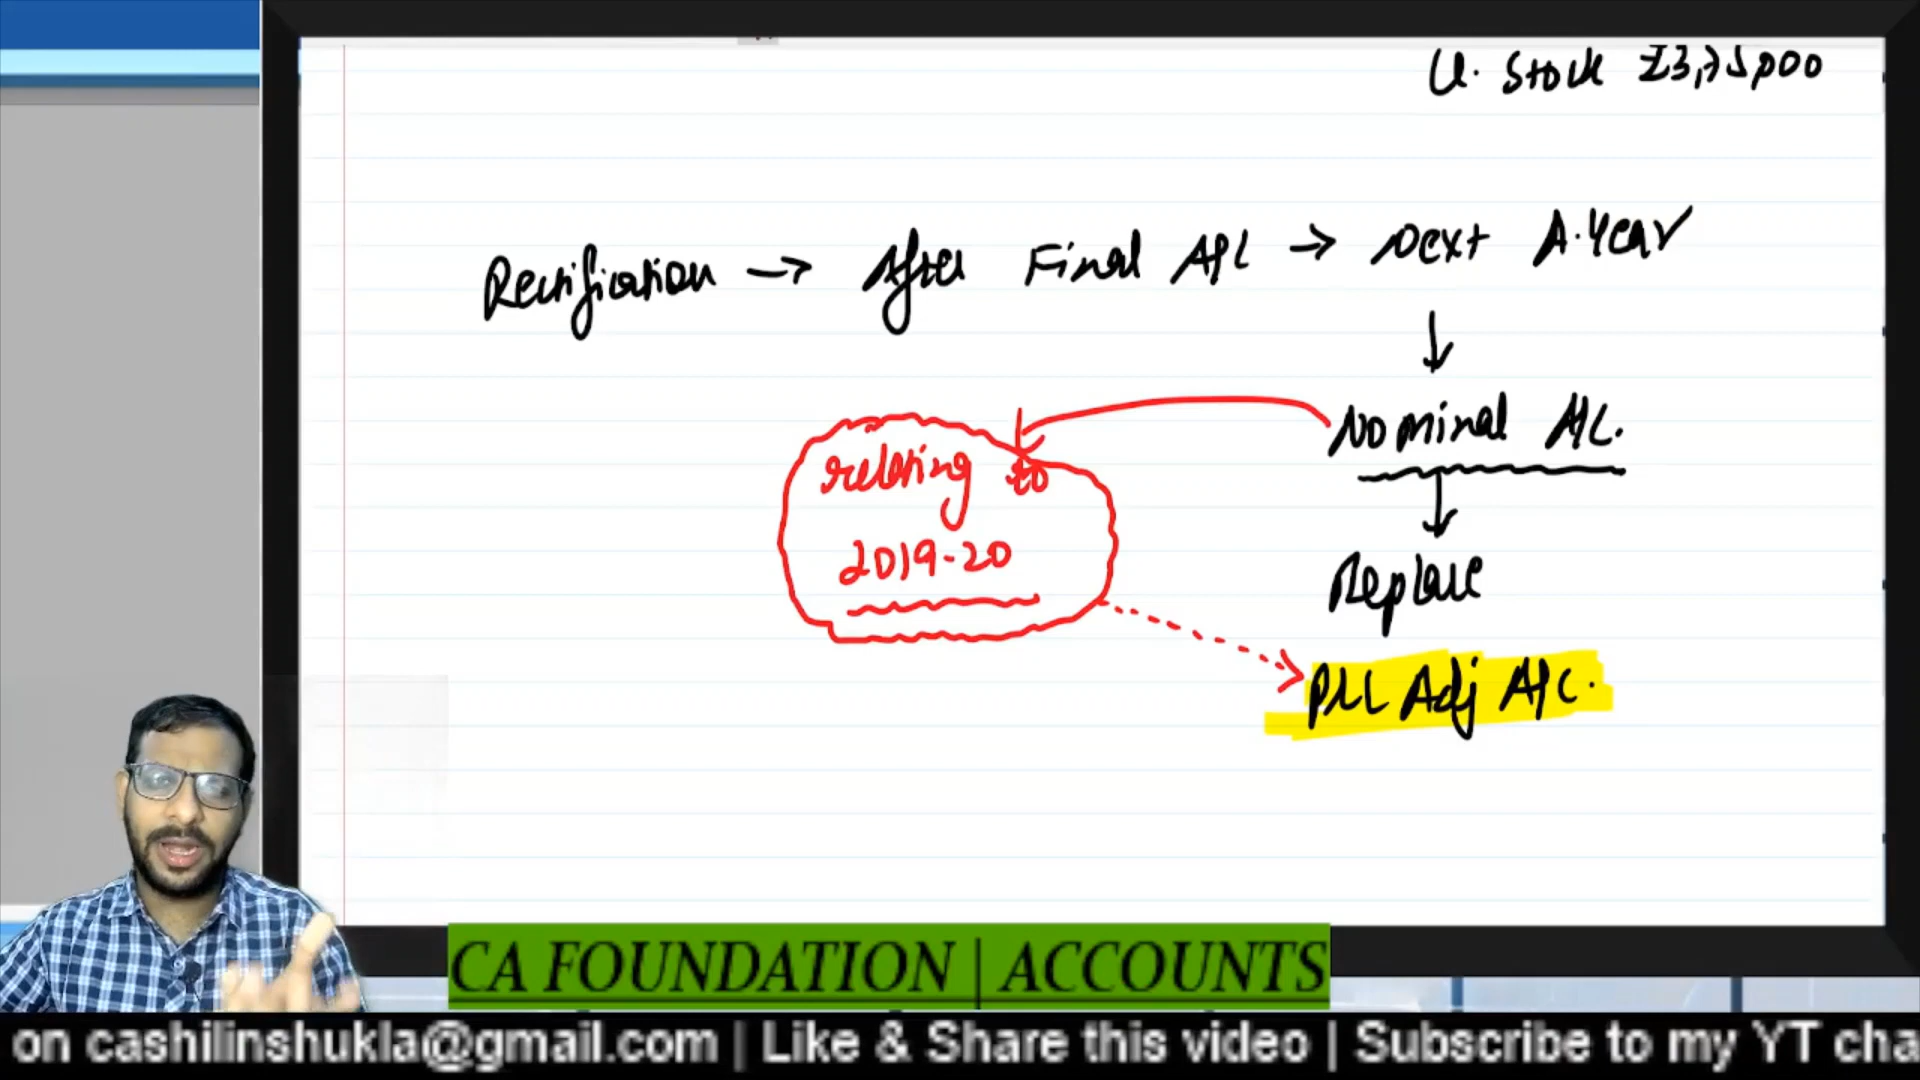 Cl. Stock ₹3,75,000
Rectification → After Final A/C → Next A.Year
↓
Nominal A/C.
relating to
2019-20
↓
Replace
P&L Adj A/C.
CA FOUNDATION | ACCOUNTS
on cashilinshukla@gmail.com | Like & Share this video | Subscribe to my YT cha